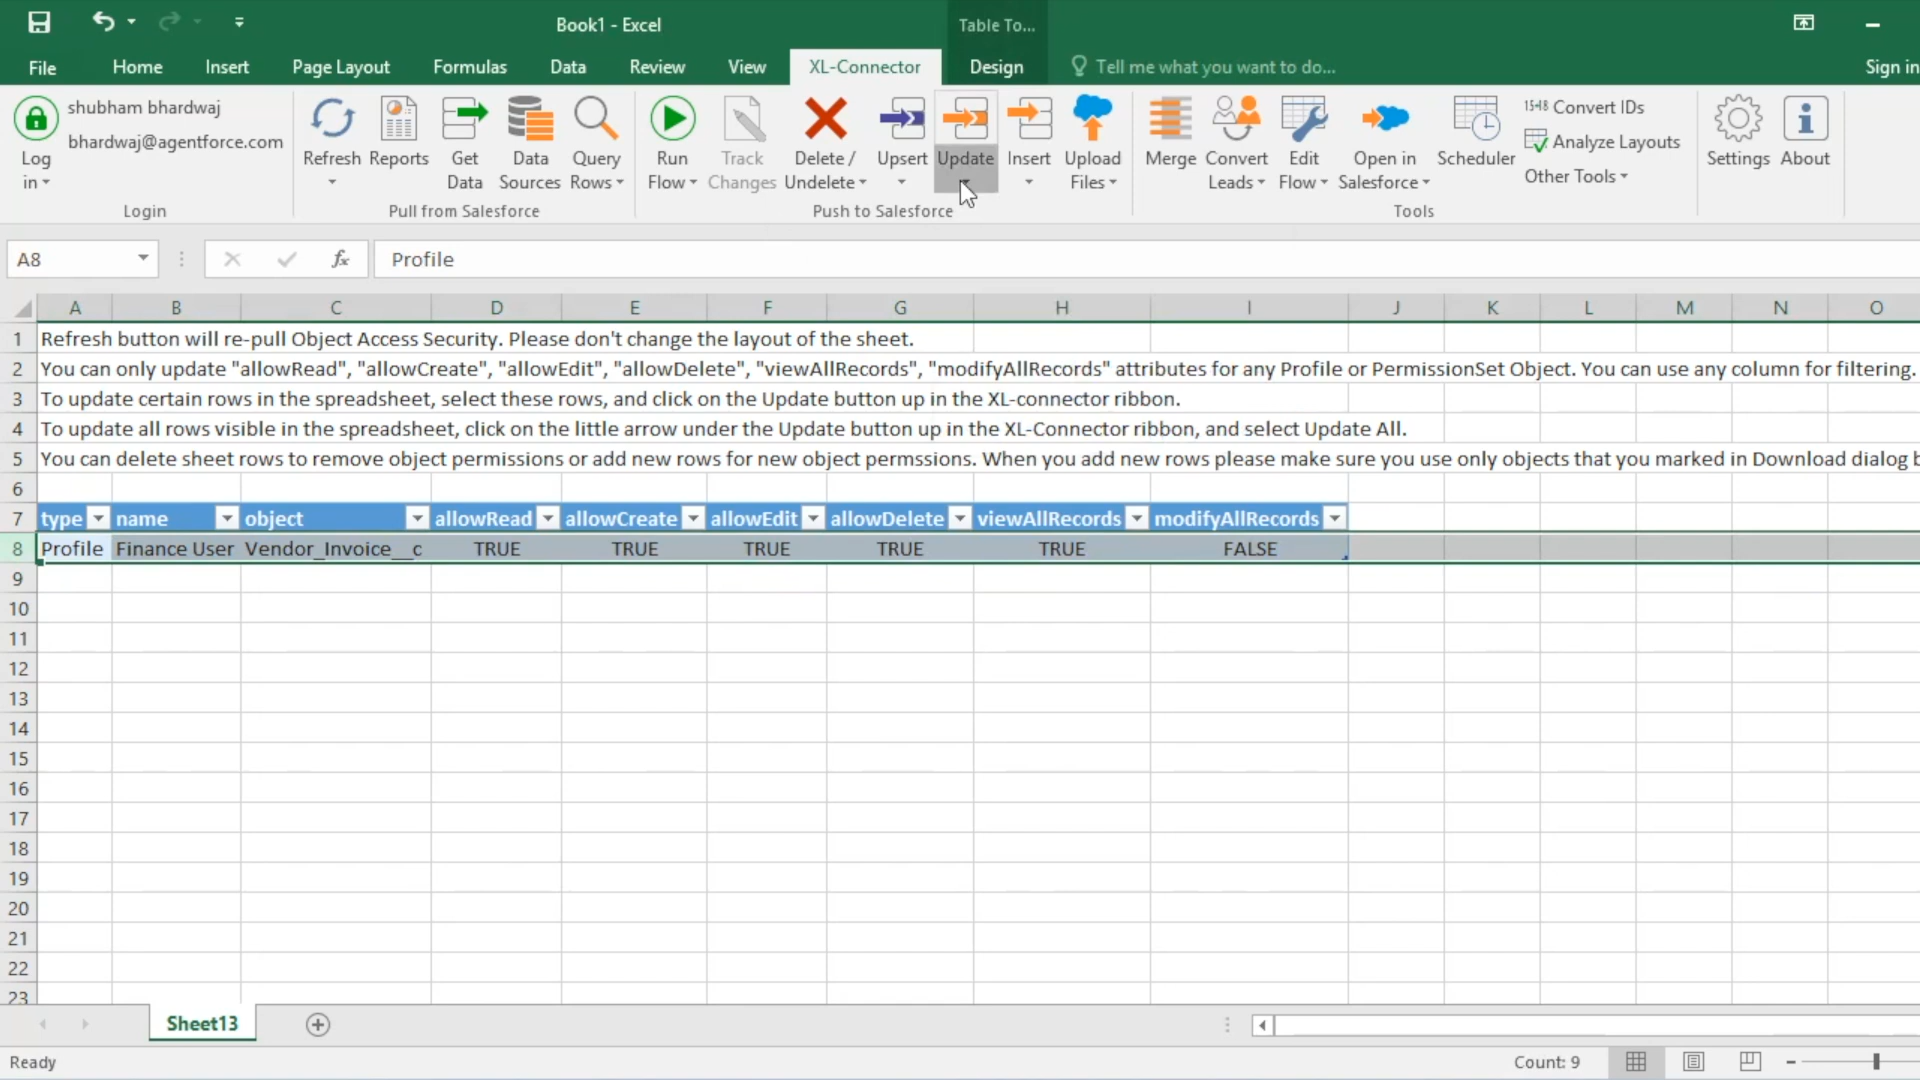 Book1 - Excel
Table To...
File
Home
Insert
Page Layout
Formulas
Data
Review
View
XL-Connector
Design
Tell me what you want to do...
Sign in
shubham bhardwaj
bhardwaj@agentforce.com
Log in
Refresh
Reports
Get Data
Data Sources
Query Rows
Run Flow
Track Changes
Delete / Undelete
Upsert
Update
Insert
Upload Files
Merge
Convert Leads
Edit Flow
Open in Salesforce
Scheduler
15➝18 Convert IDs
Analyze Layouts
Other Tools
Settings
About
Login
Pull from Salesforce
Push to Salesforce
Tools
A8
fx
Profile
A B C D E F G H I J K L M N O
1 Refresh button will re-pull Object Access Security. Please don't change the layout of the sheet.
2 You can only update "allowRead", "allowCreate", "allowEdit", "allowDelete", "viewAllRecords", "modifyAllRecords" attributes for any Profile or PermissionSet Object. You can use any column for filtering.
3 To update certain rows in the spreadsheet, select these rows, and click on the Update button up in the XL-connector ribbon.
4 To update all rows visible in the spreadsheet, click on the little arrow under the Update button up in the XL-Connector ribbon, and select Update All.
5 You can delete sheet rows to remove object permissions or add new rows for new object permssions. When you add new rows please make sure you use only objects that you marked in Download dialog b
6
7 type name object allowRead allowCreate allowEdit allowDelete viewAllRecords modifyAllRecords
8 Profile Finance User Vendor_Invoice__c TRUE TRUE TRUE TRUE TRUE FALSE
9
10
11
12
13
14
15
16
17
18
19
20
21
22
23
Sheet13
Ready
Count: 9